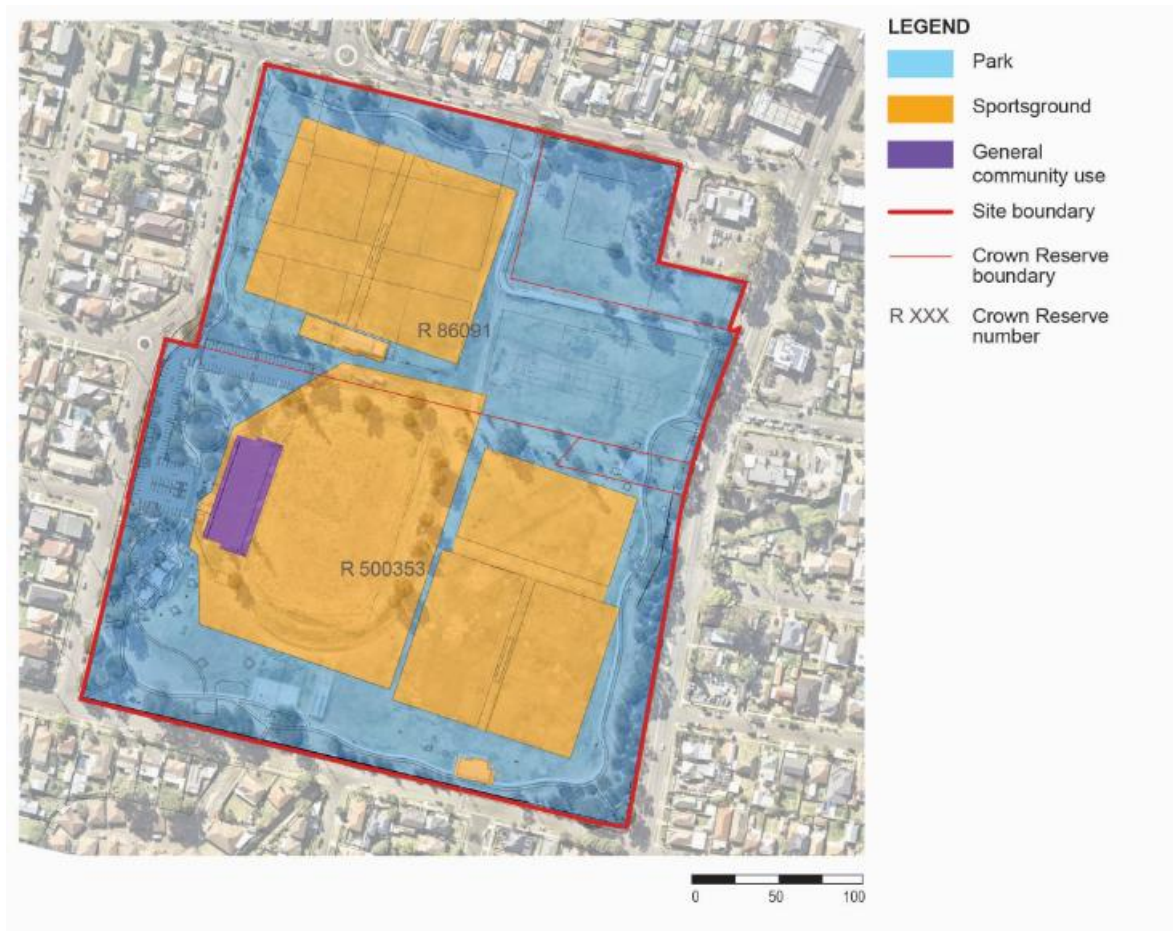 LEGEND
Park
Sportsground
General
community use
Site boundary
Crown Reserve
boundary
R XXX
Crown Reserve
number
R 86091
R 500353
0 50 100